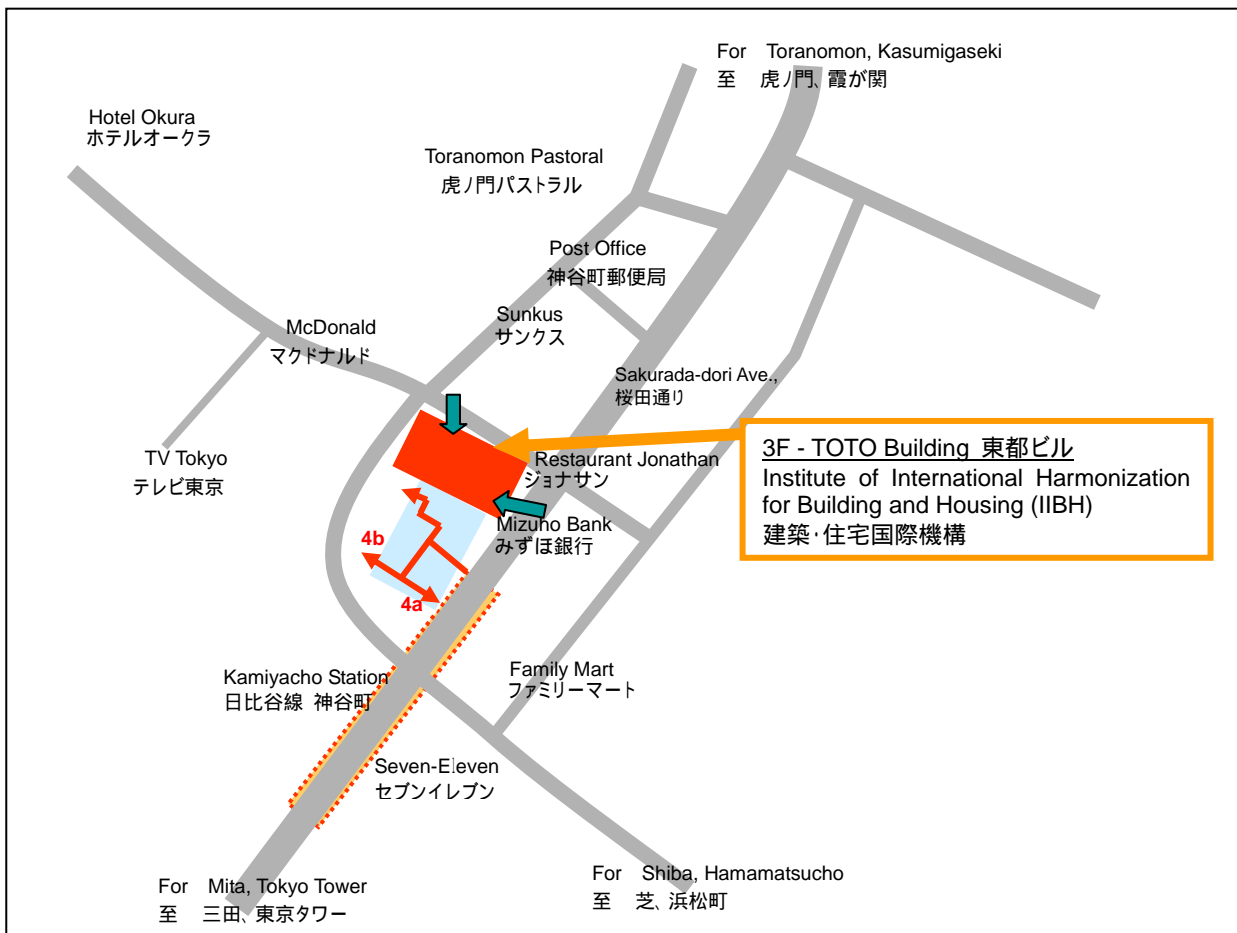 For Toranomon, Kasumigaseki
至 虎ノ門、霞が関
Hotel Okura
ホテルオークラ
Toranomon Pastoral
虎ノ門パストラル
Post Office
神谷町郵便局
Sunkus
サンクス
McDonald
マクドナルド
Sakurada-dori Ave.,
桜田通り
TV Tokyo
テレビ東京
Restaurant Jonathan
ジョナサン
3F - TOTO Building 東都ビル
Institute of International Harmonization
for Building and Housing (IIBH)
建築・住宅国際機構
Mizuho Bank
みずほ銀行
4b
4a
Kamiyacho Station
日比谷線 神谷町
Family Mart
ファミリーマート
Seven-Eleven
セブンイレブン
For Mita, Tokyo Tower
至 三田、東京タワー
For Shiba, Hamamatsucho
至 芝、浜松町